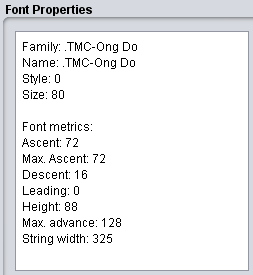 Font Properties
Family: .TMC-Ong Do
Name: .TMC-Ong Do
Style: 0
Size: 80
Font metrics:
Ascent: 72
Max. Ascent: 72
Descent: 16
Leading: 0
Height: 88
Max. advance: 128
String width: 325